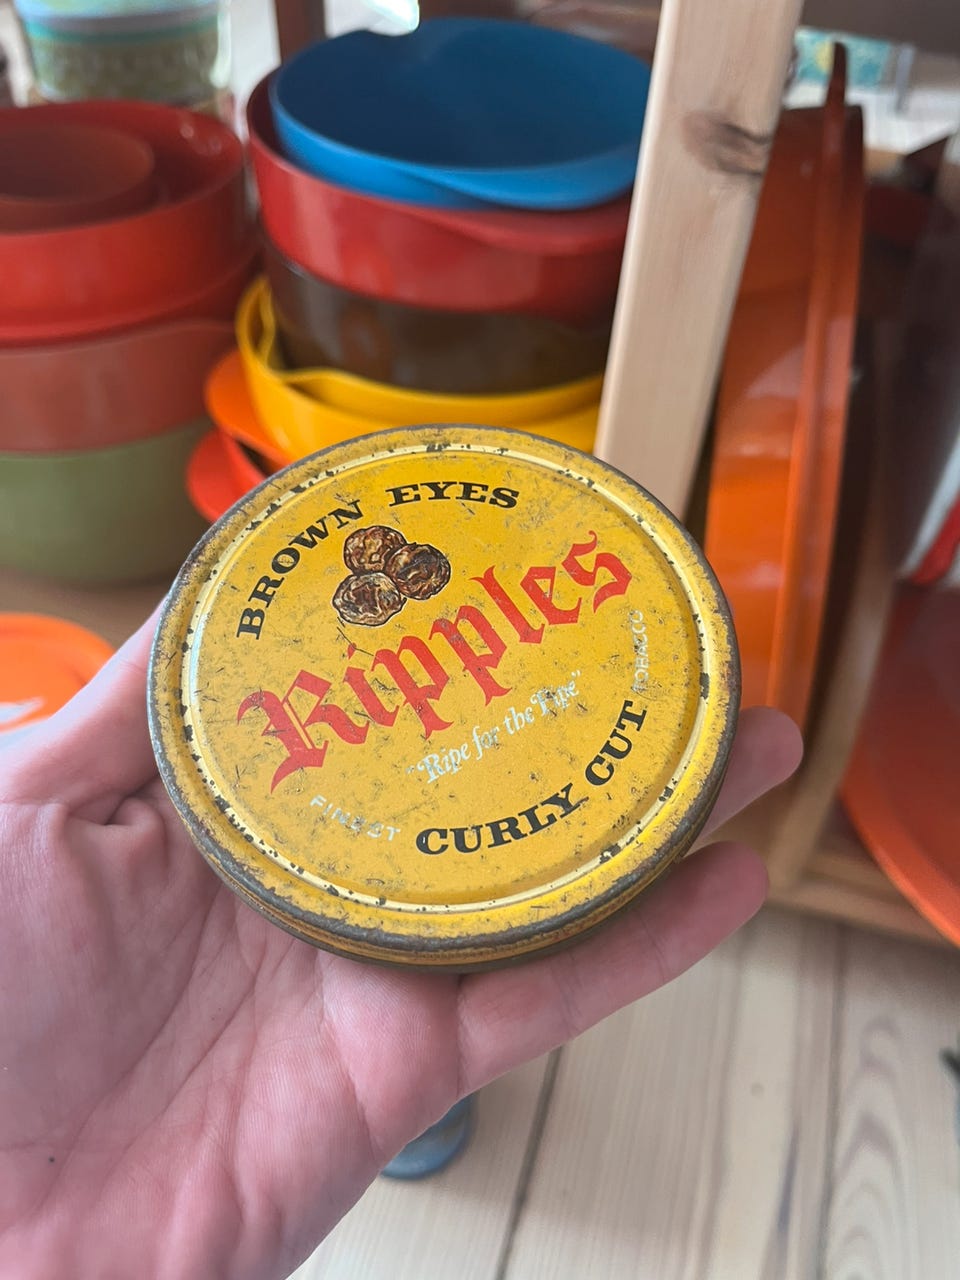 BROWN EYES
Ripples
"Ripe for the Pipe"
FINEST CURLY CUT TOBACCO